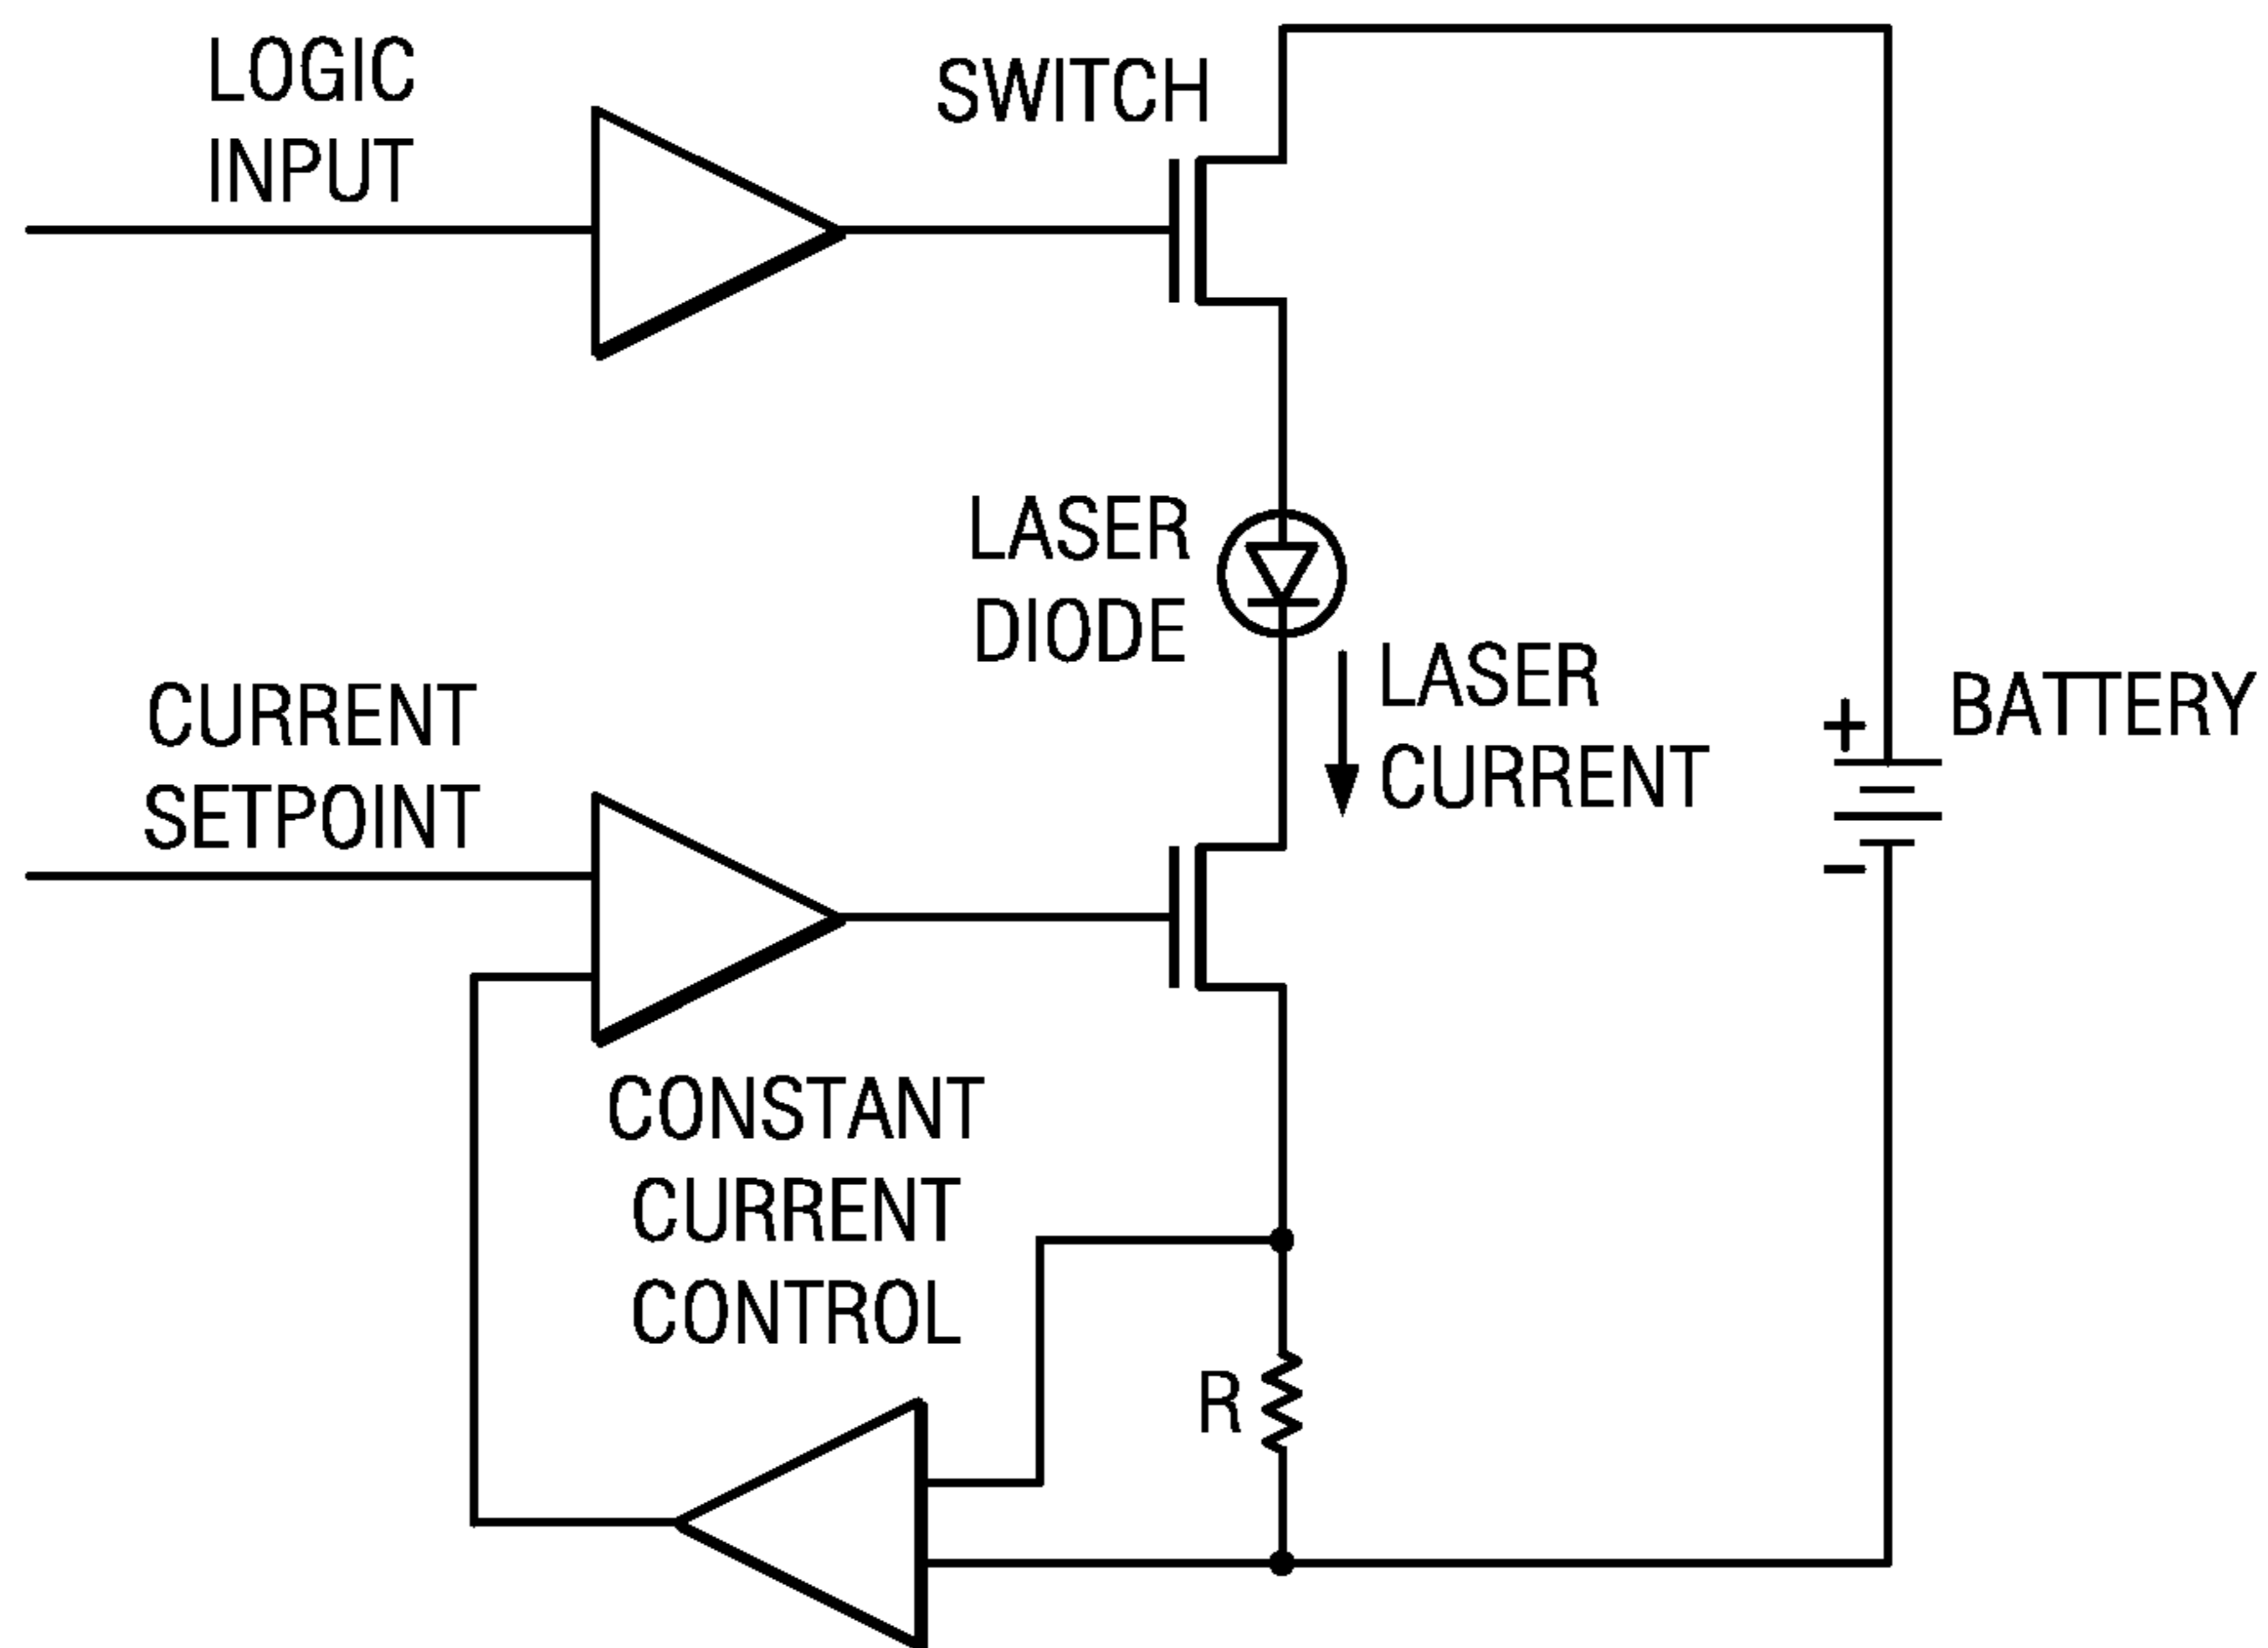 LOGIC
INPUT
SWITCH
LASER
DIODE
LASER
CURRENT
CURRENT
SETPOINT
+
BATTERY
−
CONSTANT
CURRENT
CONTROL
R